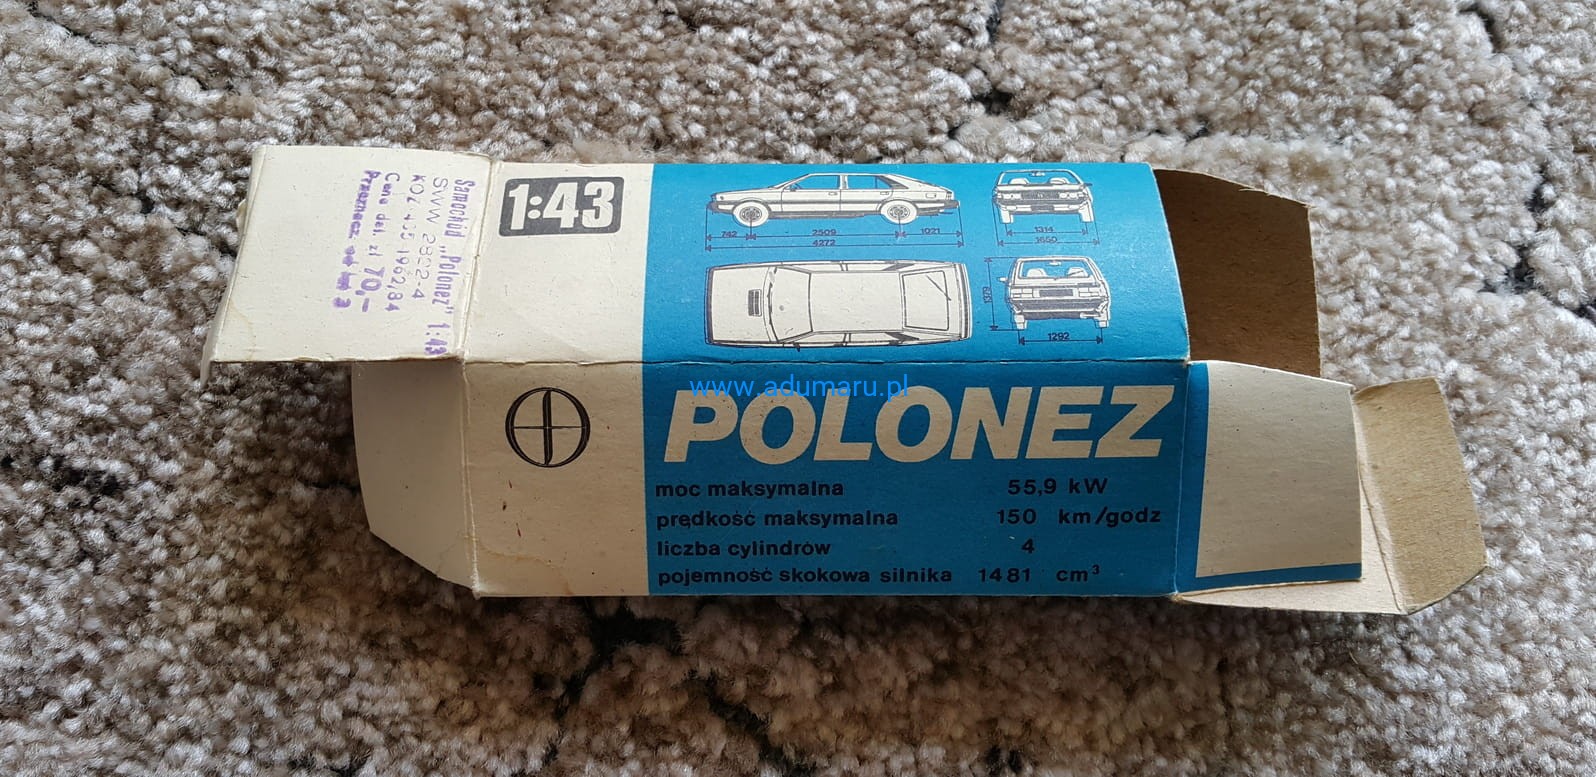 Samochód „Polonez" 1:43
SWW 2822-4
Cena det. zł 70,-
1:43
742
2509
1021
4272
1314
1650
1379
1292
www.adumaru.pl
POLONEZ
moc maksymalna 55,9 kW
prędkość maksymalna 150 km/godz
liczba cylindrów 4
pojemność skokowa silnika 1481 cm³